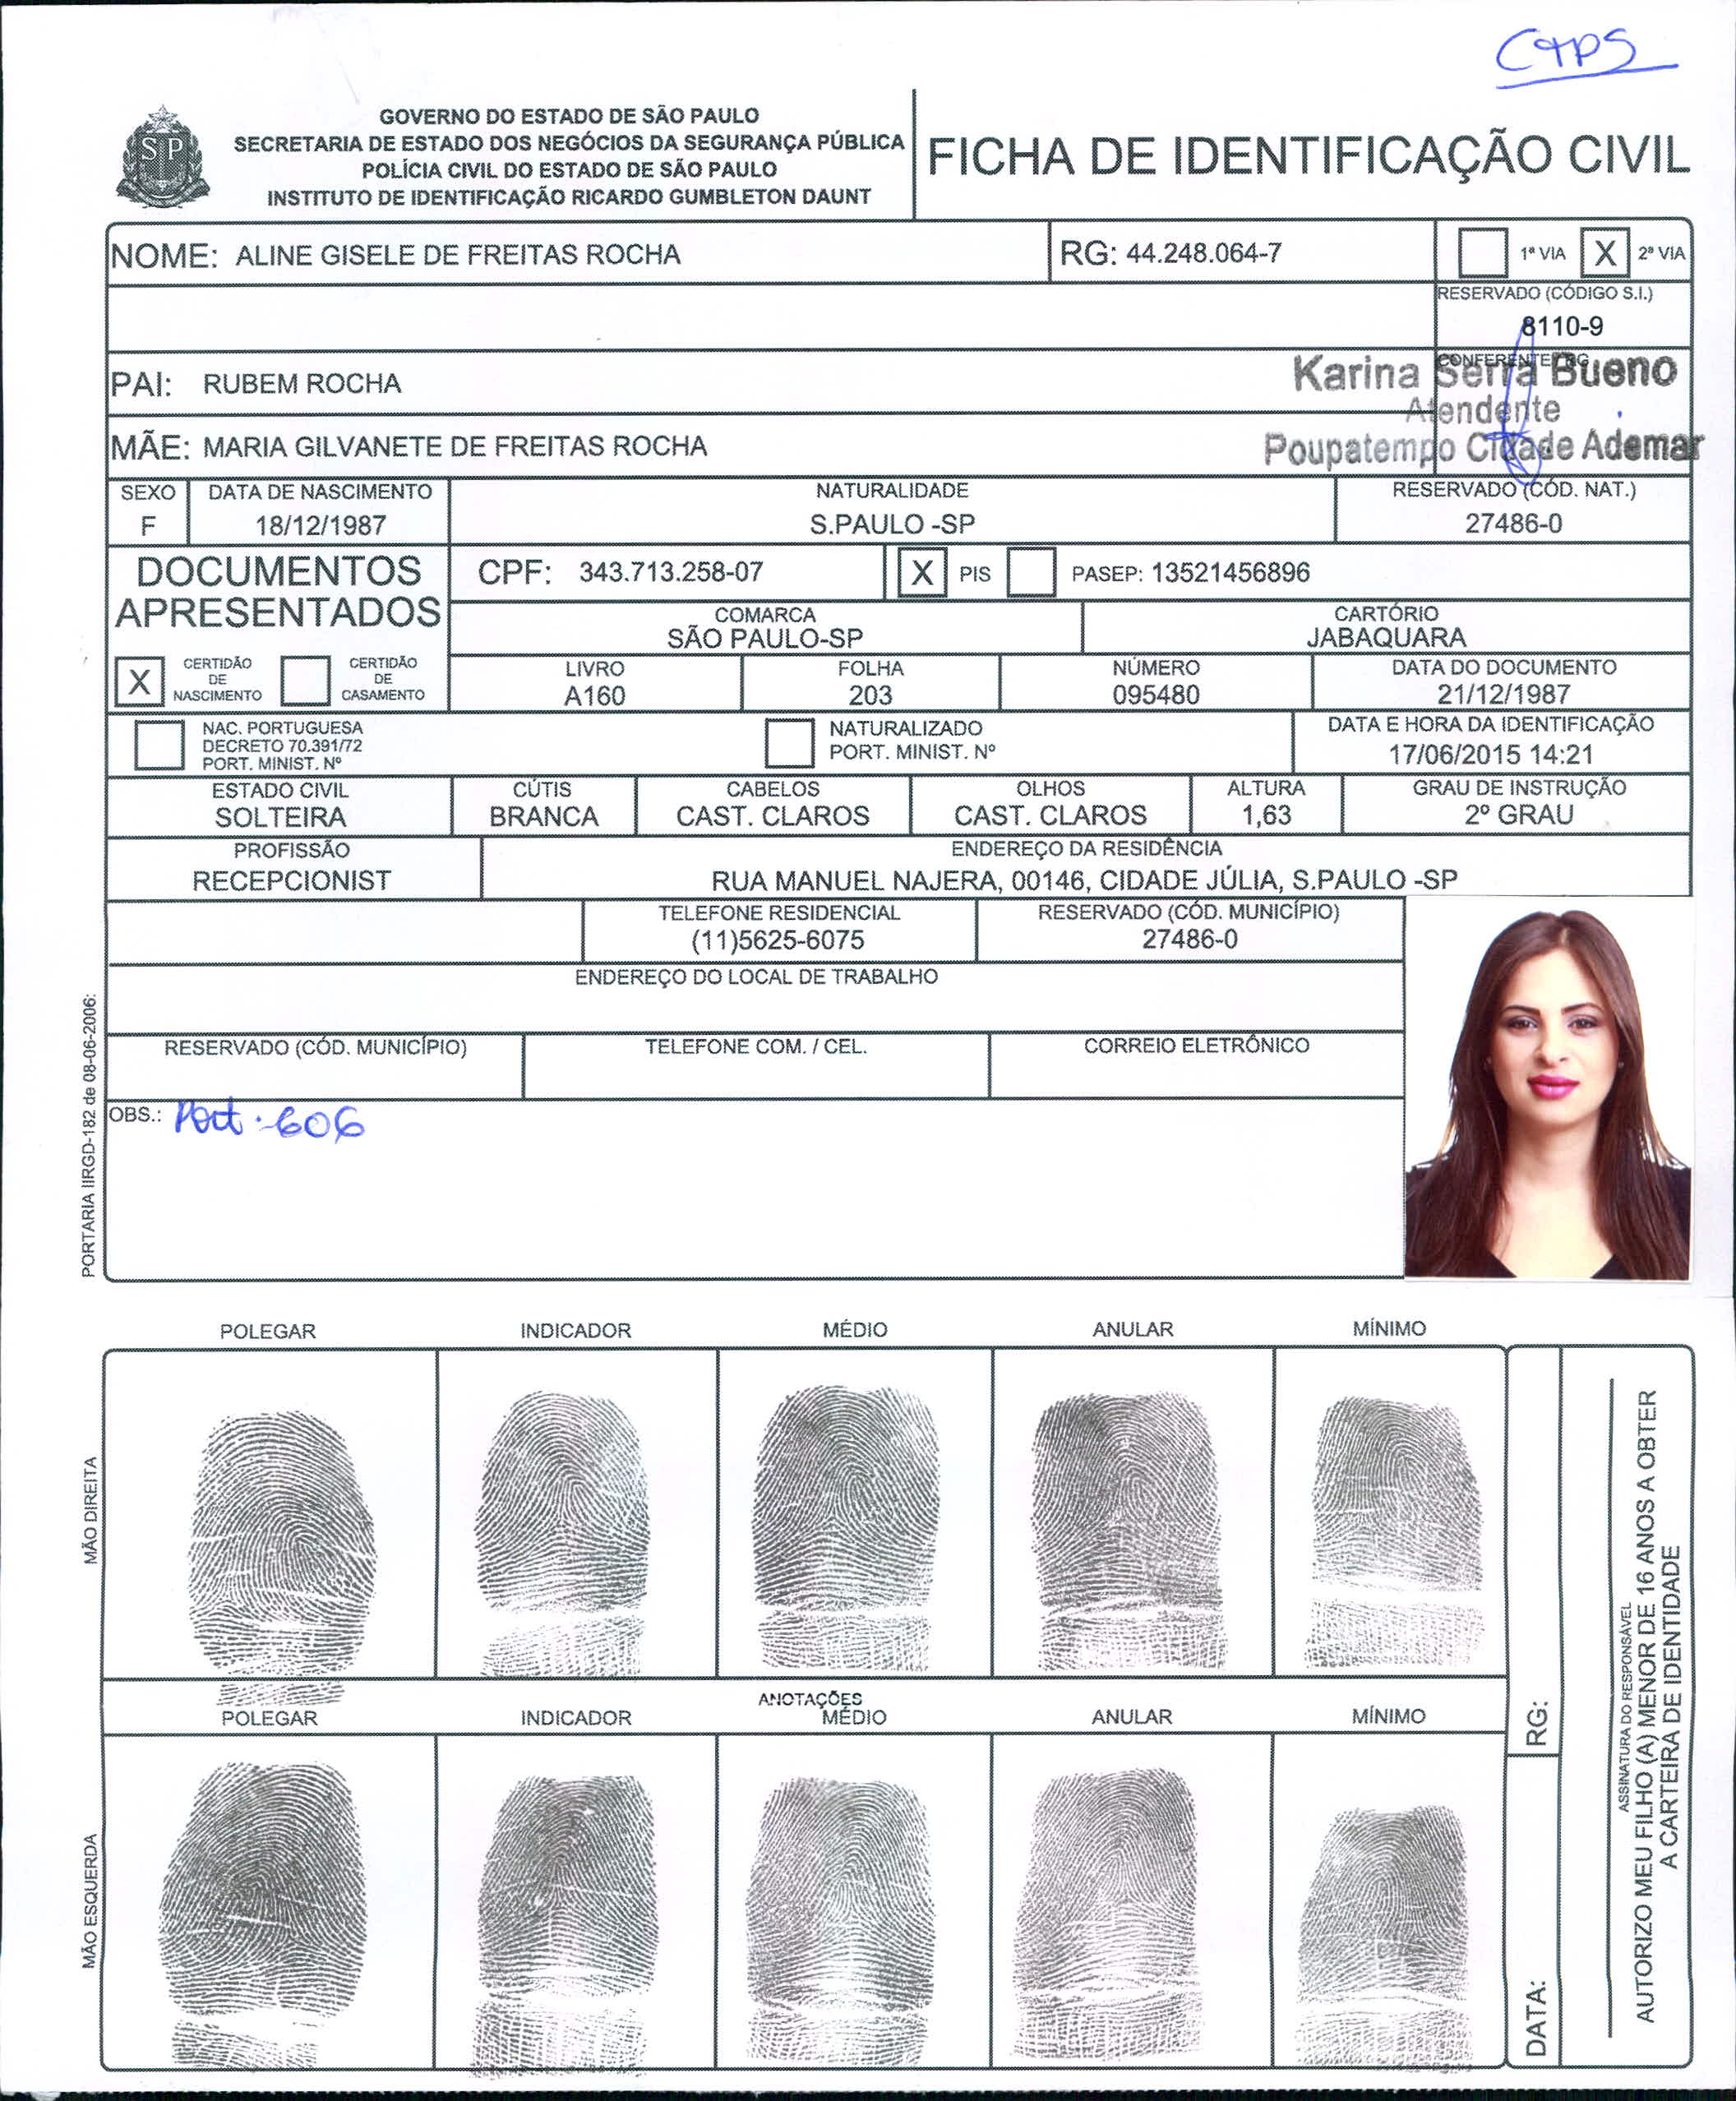 CTPS
GOVERNO DO ESTADO DE SÃO PAULO
SECRETARIA DE ESTADO DOS NEGÓCIOS DA SEGURANÇA PÚBLICA
POLÍCIA CIVIL DO ESTADO DE SÃO PAULO
INSTITUTO DE IDENTIFICAÇÃO RICARDO GUMBLETON DAUNT
SP
FICHA DE IDENTIFICAÇÃO CIVIL
NOME: ALINE GISELE DE FREITAS ROCHA
RG: 44.248.064-7
1ª VIA X 2ª VIA
RESERVADO (CÓDIGO S.I.)
8110-9
PAI: RUBEM ROCHA
CONFERENTE RG
Karina Serra Bueno
Atendente
Poupatempo Cidade Ademar
MÃE: MARIA GILVANETE DE FREITAS ROCHA
SEXO DATA DE NASCIMENTO NATURALIDADE RESERVADO (CÓD. NAT.)
F 18/12/1987 S.PAULO -SP 27486-0
DOCUMENTOS
APRESENTADOS
CPF: 343.713.258-07 X PIS PASEP: 13521456896
COMARCA CARTÓRIO
SÃO PAULO-SP JABAQUARA
X CERTIDÃO DE NASCIMENTO CERTIDÃO DE CASAMENTO
LIVRO FOLHA NÚMERO DATA DO DOCUMENTO
A160 203 095480 21/12/1987
NAC. PORTUGUESA
DECRETO 70.391/72
PORT. MINIST. Nº
NATURALIZADO
PORT. MINIST. Nº
DATA E HORA DA IDENTIFICAÇÃO
17/06/2015 14:21
ESTADO CIVIL CÚTIS CABELOS OLHOS ALTURA GRAU DE INSTRUÇÃO
SOLTEIRA BRANCA CAST. CLAROS CAST. CLAROS 1,63 2º GRAU
PROFISSÃO ENDEREÇO DA RESIDÊNCIA
RECEPCIONIST RUA MANUEL NAJERA, 00146, CIDADE JÚLIA, S.PAULO -SP
TELEFONE RESIDENCIAL RESERVADO (CÓD. MUNICÍPIO)
(11)5625-6075 27486-0
ENDEREÇO DO LOCAL DE TRABALHO
RESERVADO (CÓD. MUNICÍPIO) TELEFONE COM. / CEL. CORREIO ELETRÔNICO
OBS.: Port. 606
PORTARIA IIRGD-182 de 08-06-2006:
POLEGAR INDICADOR MÉDIO ANULAR MÍNIMO
MÃO DIREITA
ANOTAÇÕES
POLEGAR INDICADOR MÉDIO ANULAR MÍNIMO
MÃO ESQUERDA
RG:
DATA:
ASSINATURA DO RESPONSÁVEL
AUTORIZO MEU FILHO (A) MENOR DE 16 ANOS A OBTER
A CARTEIRA DE IDENTIDADE